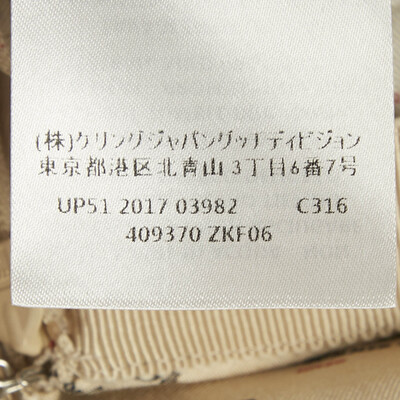 (株)ケリングジャパングッチディビジョン
東京都港区北青山3丁目6番7号
UP51 2017 03982 C316
409370 ZKF06